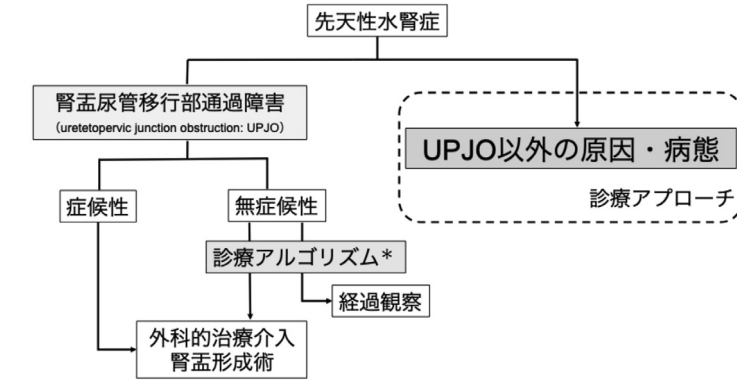 先天性水腎症
腎盂尿管移行部通過障害
（uretetopervic junction obstruction: UPJO）
UPJO以外の原因・病態
診療アプローチ
症候性
無症候性
診療アルゴリズム*
経過観察
外科的治療介入
腎盂形成術